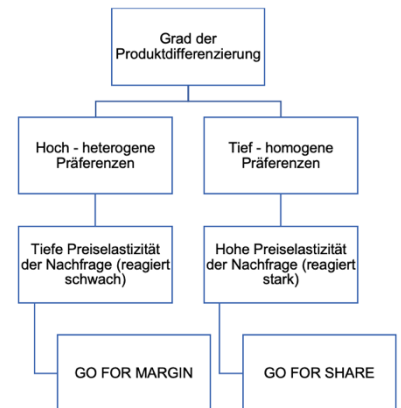 Grad der
Produktdifferenzierung
Hoch - heterogene
Präferenzen
Tief - homogene
Präferenzen
Tiefe Preiselastizität
der Nachfrage (reagiert
schwach)
Hohe Preiselastizität
der Nachfrage (reagiert
stark)
GO FOR MARGIN
GO FOR SHARE